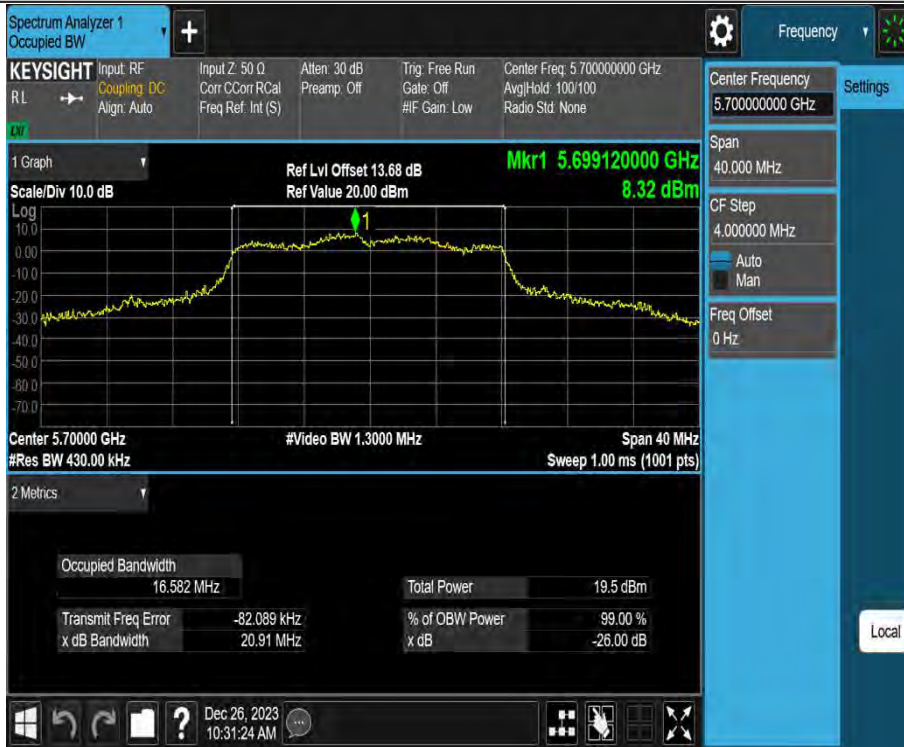 Spectrum Analyzer 1
Occupied BW
+
Frequency
KEYSIGHT
RL
LXI
Input: RF
Coupling: DC
Align: Auto
Input Z: 50 Ω
Corr CCorr RCal
Freq Ref: Int (S)
Atten: 30 dB
Preamp: Off
Trig: Free Run
Gate: Off
#IF Gain: Low
Center Freq: 5.700000000 GHz
Avg|Hold: 100/100
Radio Std: None
Center Frequency
5.700000000 GHz
Settings
Span
40.000 MHz
CF Step
4.000000 MHz
Auto
Man
Freq Offset
0 Hz
Local
1 Graph
Scale/Div 10.0 dB
Ref Lvl Offset 13.68 dB
Ref Value 20.00 dBm
Mkr1 5.699120000 GHz
8.32 dBm
Log
1
10.0
0.00
-10.0
-20.0
-30.0
-40.0
-50.0
-60.0
-70.0
Center 5.70000 GHz
#Video BW 1.3000 MHz
Span 40 MHz
#Res BW 430.00 kHz
Sweep 1.00 ms (1001 pts)
2 Metrics
Occupied Bandwidth
16.582 MHz
Total Power 19.5 dBm
Transmit Freq Error -82.089 kHz
% of OBW Power 99.00 %
x dB Bandwidth 20.91 MHz
x dB -26.00 dB
?
Dec 26, 2023
10:31:24 AM